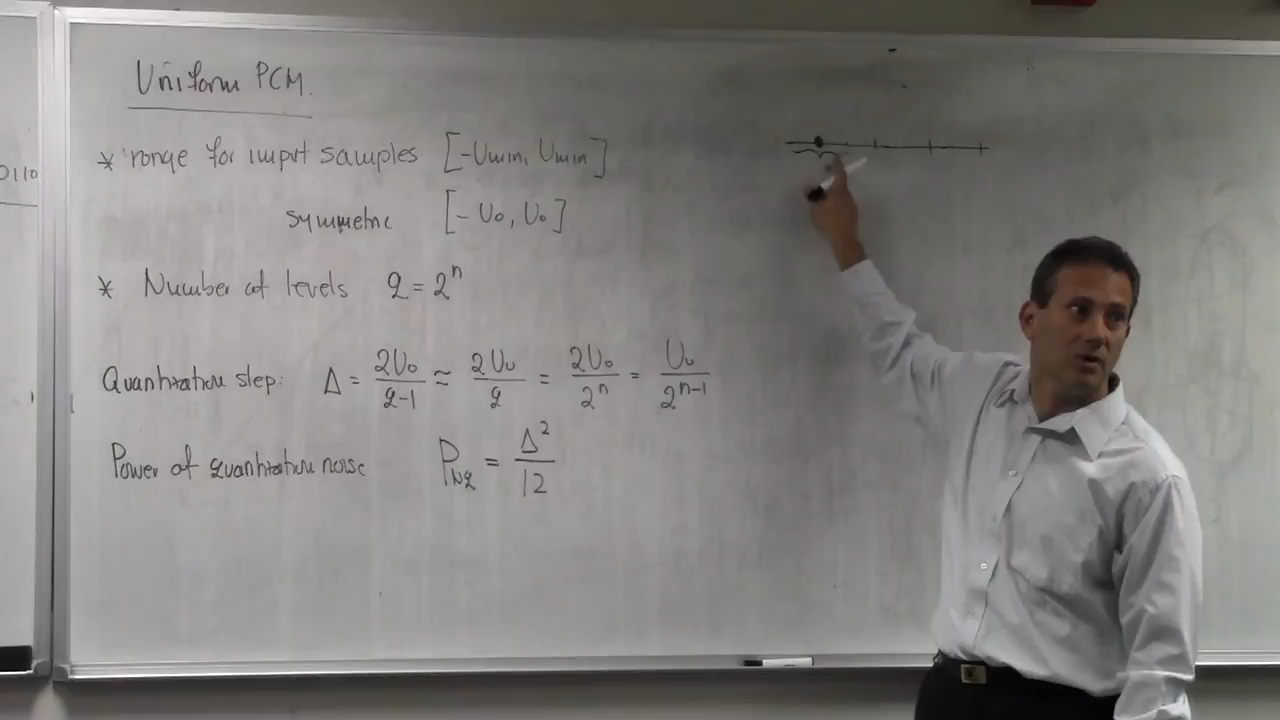 Uniform PCM.
* range for input samples [-Umin, Umin]
0110
symmetric [-U0, U0]
* Number of levels q = 2^n
Quantization step: Δ = 2U0/(q-1) ≈ 2U0/q = 2U0/2^n = U0/2^(n-1)
Power of quantization noise P_Nq = Δ^2/12